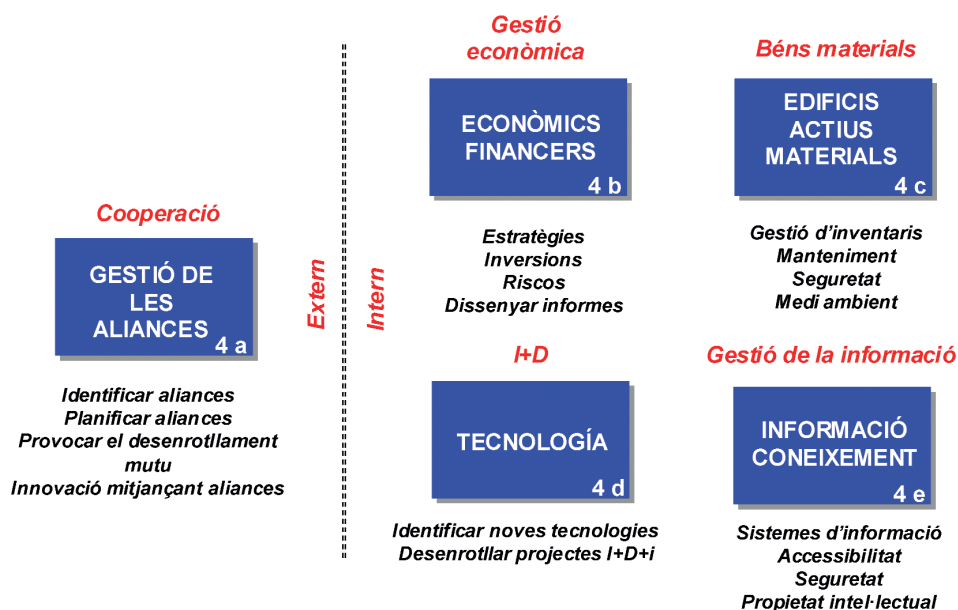 Cooperació
GESTIÓ DE
LES
ALIANCES
4 a
Identificar aliances
Planificar aliances
Provocar el desenrotllament
mutu
Innovació mitjançant aliances
Extern
Intern
Gestió
econòmica
ECONÒMICS
FINANCERS
4 b
Estratègies
Inversions
Riscos
Dissenyar informes
Béns materials
EDIFICIS
ACTIUS
MATERIALS
4 c
Gestió d’inventaris
Manteniment
Seguretat
Medi ambient
I+D
TECNOLOGÍA
4 d
Identificar noves tecnologies
Desenrotllar projectes I+D+i
Gestió de la informació
INFORMACIÓ
CONEIXEMENT
4 e
Sistemes d’informació
Accessibilitat
Seguretat
Propietat intel·lectual